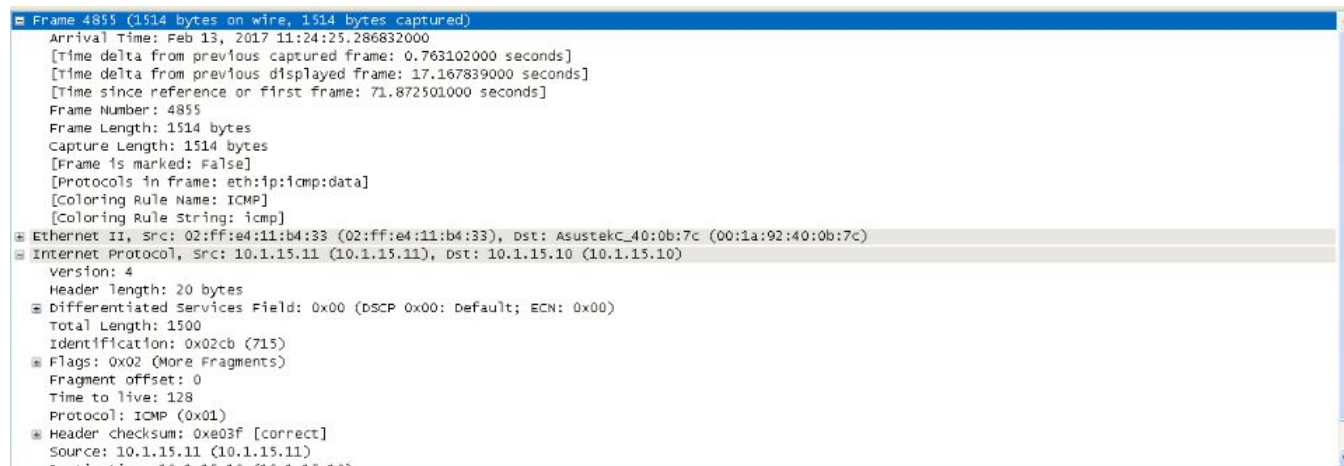 Frame 4855 (1514 bytes on wire, 1514 bytes captured)
Arrival Time: Feb 13, 2017 11:24:25.286832000
[Time delta from previous captured frame: 0.763102000 seconds]
[Time delta from previous displayed frame: 17.167839000 seconds]
[Time since reference or first frame: 71.872501000 seconds]
Frame Number: 4855
Frame Length: 1514 bytes
Capture Length: 1514 bytes
[Frame is marked: False]
[Protocols in frame: eth:ip:icmp:data]
[Coloring Rule Name: ICMP]
[Coloring Rule String: icmp]
Ethernet II, Src: 02:ff:e4:11:b4:33 (02:ff:e4:11:b4:33), Dst: AsustekC_40:0b:7c (00:1a:92:40:0b:7c)
Internet Protocol, Src: 10.1.15.11 (10.1.15.11), Dst: 10.1.15.10 (10.1.15.10)
Version: 4
Header length: 20 bytes
Differentiated Services Field: 0x00 (DSCP 0x00: Default; ECN: 0x00)
Total Length: 1500
Identification: 0x02cb (715)
Flags: 0x02 (More Fragments)
Fragment offset: 0
Time to live: 128
Protocol: ICMP (0x01)
Header checksum: 0xe03f [correct]
Source: 10.1.15.11 (10.1.15.11)